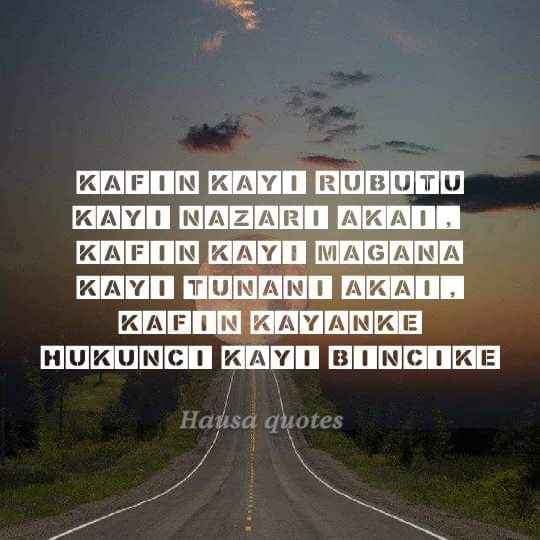 KAFIN KAYI RUBUTU
KAYI NAZARI AKAI,
KAFIN KAYI MAGANA
KAYI TUNANI AKAI,
KAFIN KAYANKE
HUKUNCI KAYI BINCIKE
Hausa quotes